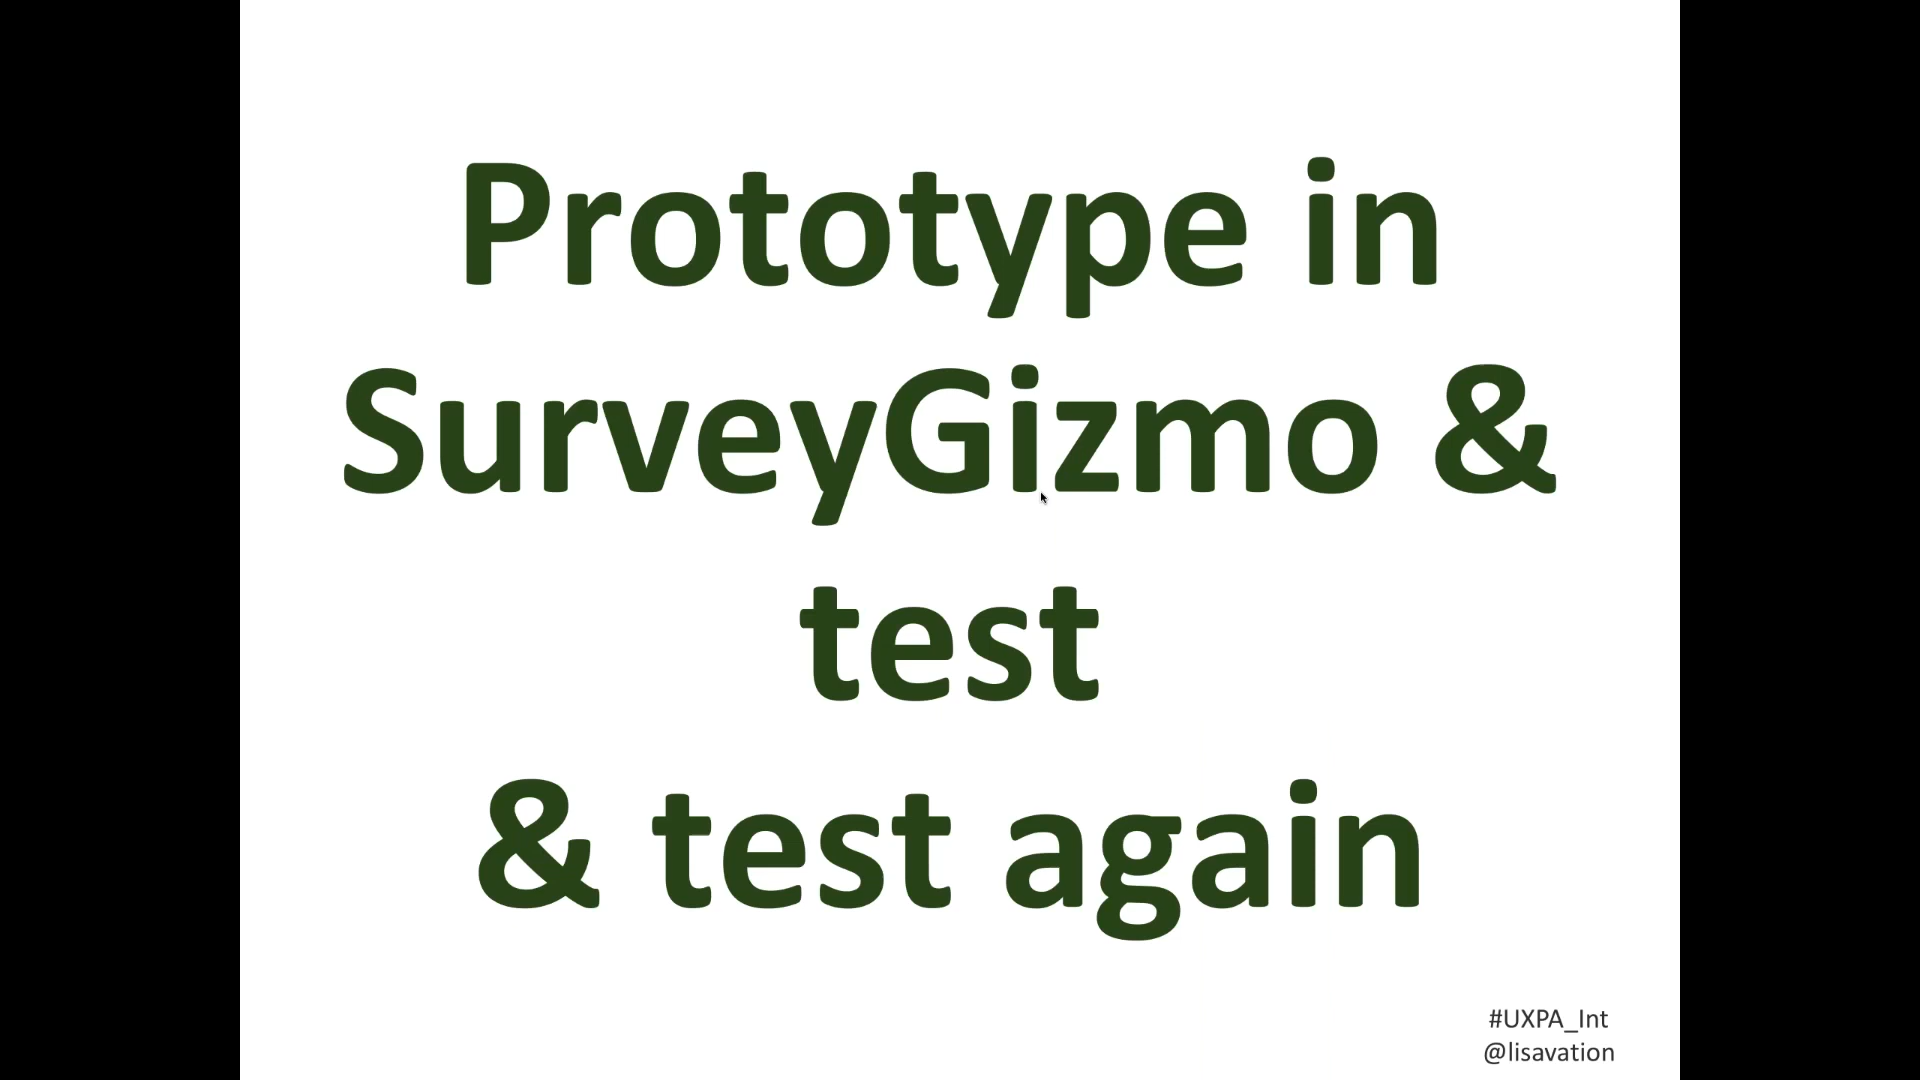 Prototype in
SurveyGizmo &
test
& test again
#UXPA_Int
@lisavation